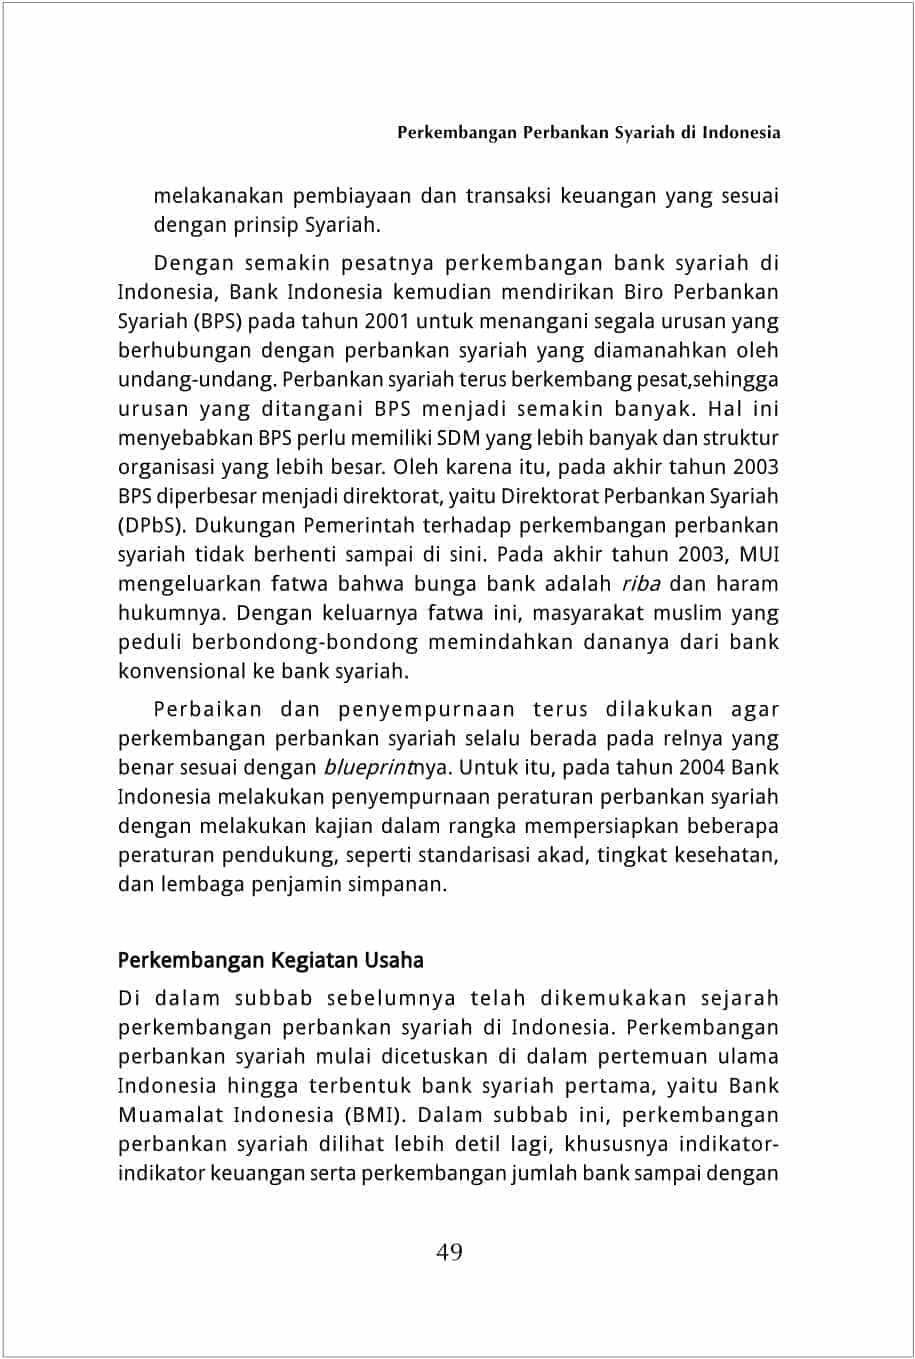 Perkembangan Perbankan Syariah di Indonesia
melakanakan pembiayaan dan transaksi keuangan yang sesuai
dengan prinsip Syariah.
Dengan semakin pesatnya perkembangan bank syariah di
Indonesia, Bank Indonesia kemudian mendirikan Biro Perbankan
Syariah (BPS) pada tahun 2001 untuk menangani segala urusan yang
berhubungan dengan perbankan syariah yang diamanahkan oleh
undang-undang. Perbankan syariah terus berkembang pesat,sehingga
urusan yang ditangani BPS menjadi semakin banyak. Hal ini
menyebabkan BPS perlu memiliki SDM yang lebih banyak dan struktur
organisasi yang lebih besar. Oleh karena itu, pada akhir tahun 2003
BPS diperbesar menjadi direktorat, yaitu Direktorat Perbankan Syariah
(DPbS). Dukungan Pemerintah terhadap perkembangan perbankan
syariah tidak berhenti sampai di sini. Pada akhir tahun 2003, MUI
mengeluarkan fatwa bahwa bunga bank adalah riba dan haram
hukumnya. Dengan keluarnya fatwa ini, masyarakat muslim yang
peduli berbondong-bondong memindahkan dananya dari bank
konvensional ke bank syariah.
Perbaikan dan penyempurnaan terus dilakukan agar
perkembangan perbankan syariah selalu berada pada relnya yang
benar sesuai dengan blueprintnya. Untuk itu, pada tahun 2004 Bank
Indonesia melakukan penyempurnaan peraturan perbankan syariah
dengan melakukan kajian dalam rangka mempersiapkan beberapa
peraturan pendukung, seperti standarisasi akad, tingkat kesehatan,
dan lembaga penjamin simpanan.
Perkembangan Kegiatan Usaha
Di dalam subbab sebelumnya telah dikemukakan sejarah
perkembangan perbankan syariah di Indonesia. Perkembangan
perbankan syariah mulai dicetuskan di dalam pertemuan ulama
Indonesia hingga terbentuk bank syariah pertama, yaitu Bank
Muamalat Indonesia (BMI). Dalam subbab ini, perkembangan
perbankan syariah dilihat lebih detil lagi, khususnya indikator-
indikator keuangan serta perkembangan jumlah bank sampai dengan
49